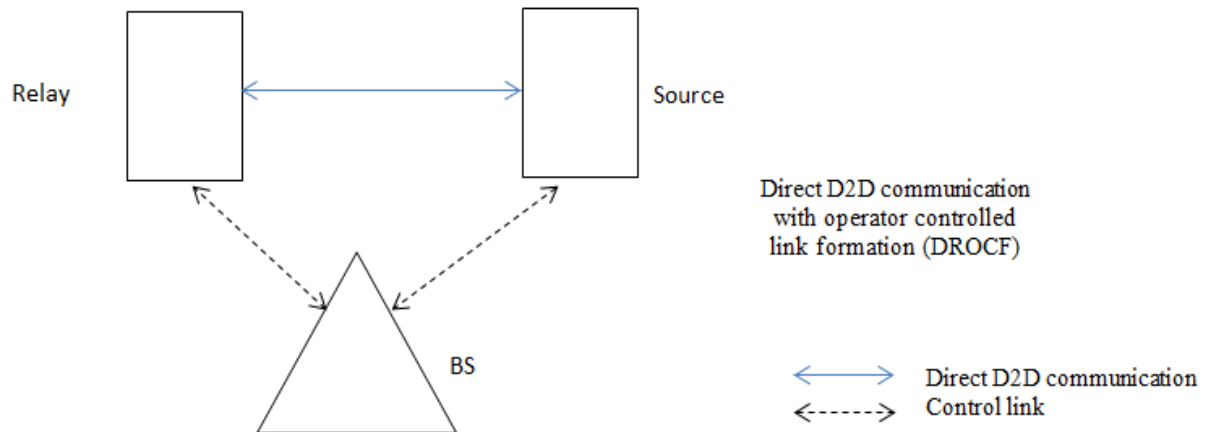 Relay
Source
Direct D2D communication
with operator controlled
link formation (DROCF)
BS
Direct D2D communication
Control link